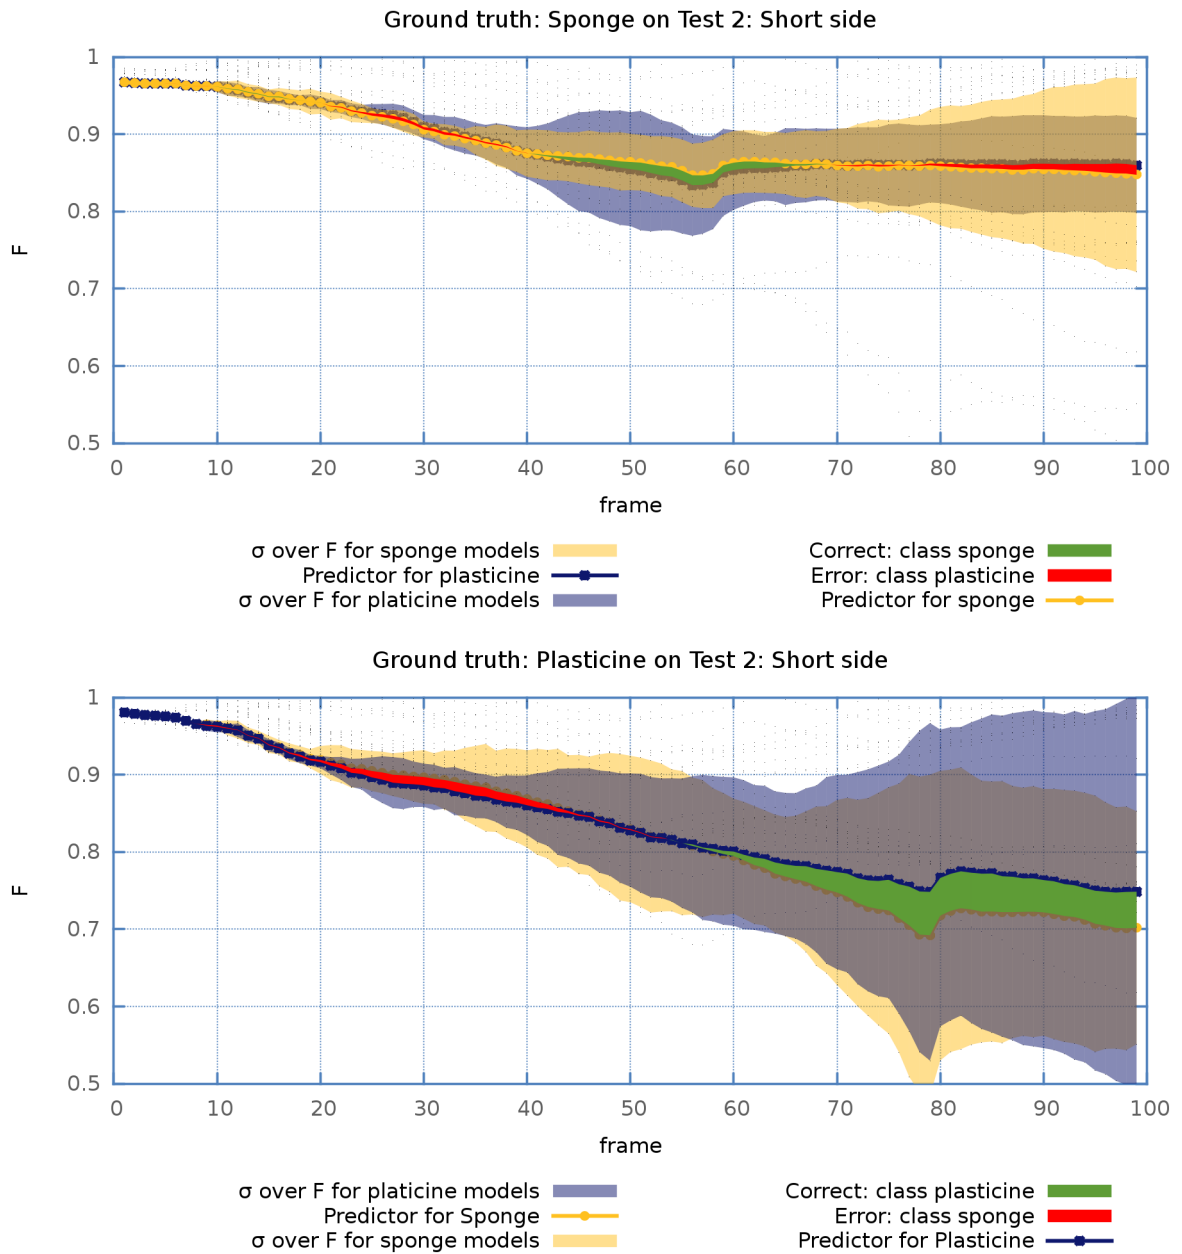 Ground truth: Sponge on Test 2: Short side
1
0.9
0.8
F
0.7
0.6
0.5
0 10 20 30 40 50 60 70 80 90 100
frame
σ over F for sponge models Correct: class sponge
Predictor for plasticine Error: class plasticine
σ over F for platicine models Predictor for sponge
Ground truth: Plasticine on Test 2: Short side
1
0.9
0.8
F
0.7
0.6
0.5
0 10 20 30 40 50 60 70 80 90 100
frame
σ over F for platicine models Correct: class plasticine
Predictor for Sponge Error: class sponge
σ over F for sponge models Predictor for Plasticine